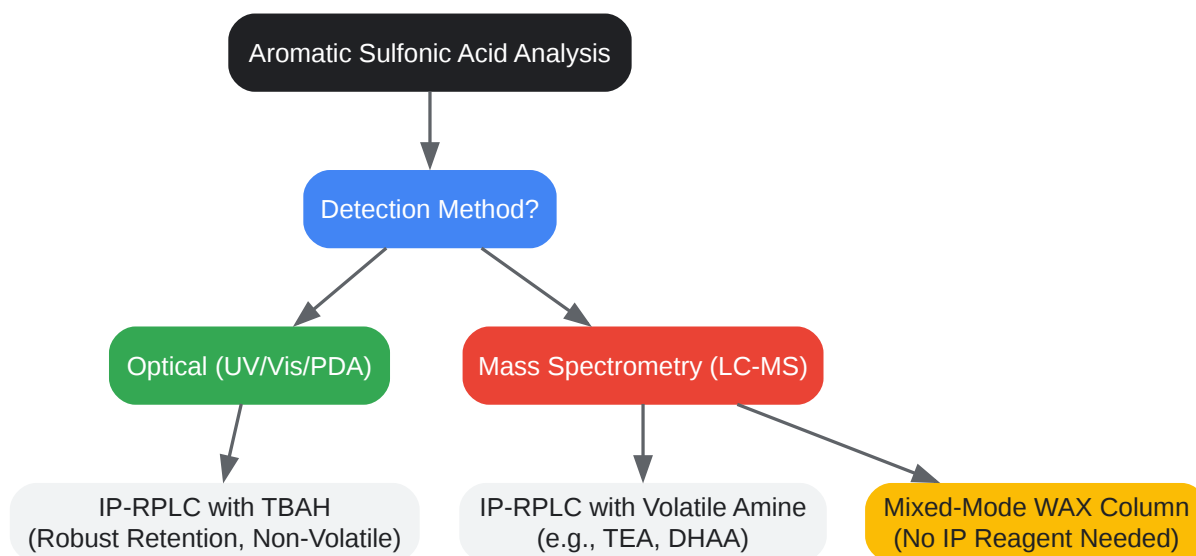 Aromatic Sulfonic Acid Analysis
Detection Method?
Optical (UV/Vis/PDA)
Mass Spectrometry (LC-MS)
IP-RPLC with TBAH
(Robust Retention, Non-Volatile)
IP-RPLC with Volatile Amine
(e.g., TEA, DHAA)
Mixed-Mode WAX Column
(No IP Reagent Needed)